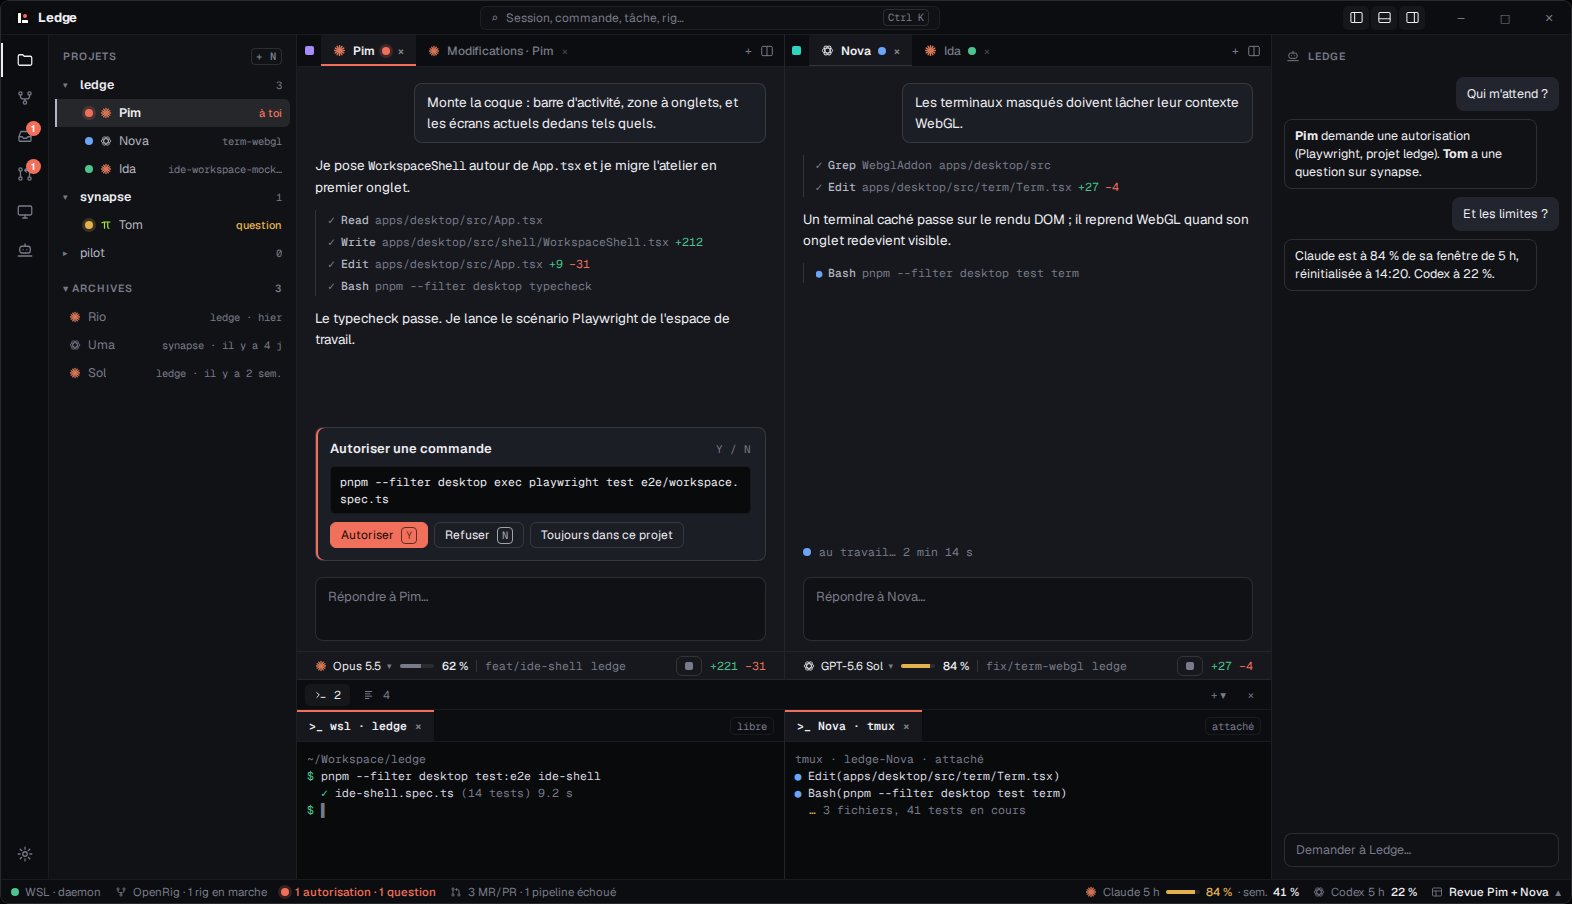 Ledge
Session, commande, tâche, rig… Ctrl K
PROJETS + N
ledge 3
Pim à toi
Nova term-webgl
Ida ide-workspace-mock…
synapse 1
Tom question
pilot 0
ARCHIVES 3
Rio ledge · hier
Uma synapse · il y a 4 j
Sol ledge · il y a 2 sem.
1
1
Pim × Modifications · Pim ×
Monte la coque : barre d'activité, zone à onglets, et
les écrans actuels dedans tels quels.
Je pose WorkspaceShell autour de App.tsx et je migre l'atelier en
premier onglet.
✓ Read apps/desktop/src/App.tsx
✓ Write apps/desktop/src/shell/WorkspaceShell.tsx +212
✓ Edit apps/desktop/src/App.tsx +9 −31
✓ Bash pnpm --filter desktop typecheck
Le typecheck passe. Je lance le scénario Playwright de l'espace de
travail.
Autoriser une commande Y / N
pnpm --filter desktop exec playwright test e2e/workspace.
spec.ts
Autoriser Y Refuser N Toujours dans ce projet
Répondre à Pim…
Opus 5.5 62 % feat/ide-shell ledge +221 −31
Nova × Ida ×
Les terminaux masqués doivent lâcher leur contexte
WebGL.
✓ Grep WebglAddon apps/desktop/src
✓ Edit apps/desktop/src/term/Term.tsx +27 −4
Un terminal caché passe sur le rendu DOM ; il reprend WebGL quand son
onglet redevient visible.
Bash pnpm --filter desktop test term
au travail… 2 min 14 s
Répondre à Nova…
GPT-5.6 Sol 84 % fix/term-webgl ledge +27 −4
2 4
>_ wsl · ledge × libre
~/Workspace/ledge
$ pnpm --filter desktop test:e2e ide-shell
✓ ide-shell.spec.ts (14 tests) 9.2 s
$
>_ Nova · tmux × attaché
tmux · ledge-Nova · attaché
Edit(apps/desktop/src/term/Term.tsx)
Bash(pnpm --filter desktop test term)
… 3 fichiers, 41 tests en cours
LEDGE
Qui m'attend ?
Pim demande une autorisation
(Playwright, projet ledge). Tom a une
question sur synapse.
Et les limites ?
Claude est à 84 % de sa fenêtre de 5 h,
réinitialisée à 14:20. Codex à 22 %.
Demander à Ledge…
WSL · daemon OpenRig · 1 rig en marche 1 autorisation · 1 question 3 MR/PR · 1 pipeline échoué Claude 5 h 84 % · sem. 41 % Codex 5 h 22 % Revue Pim + Nova